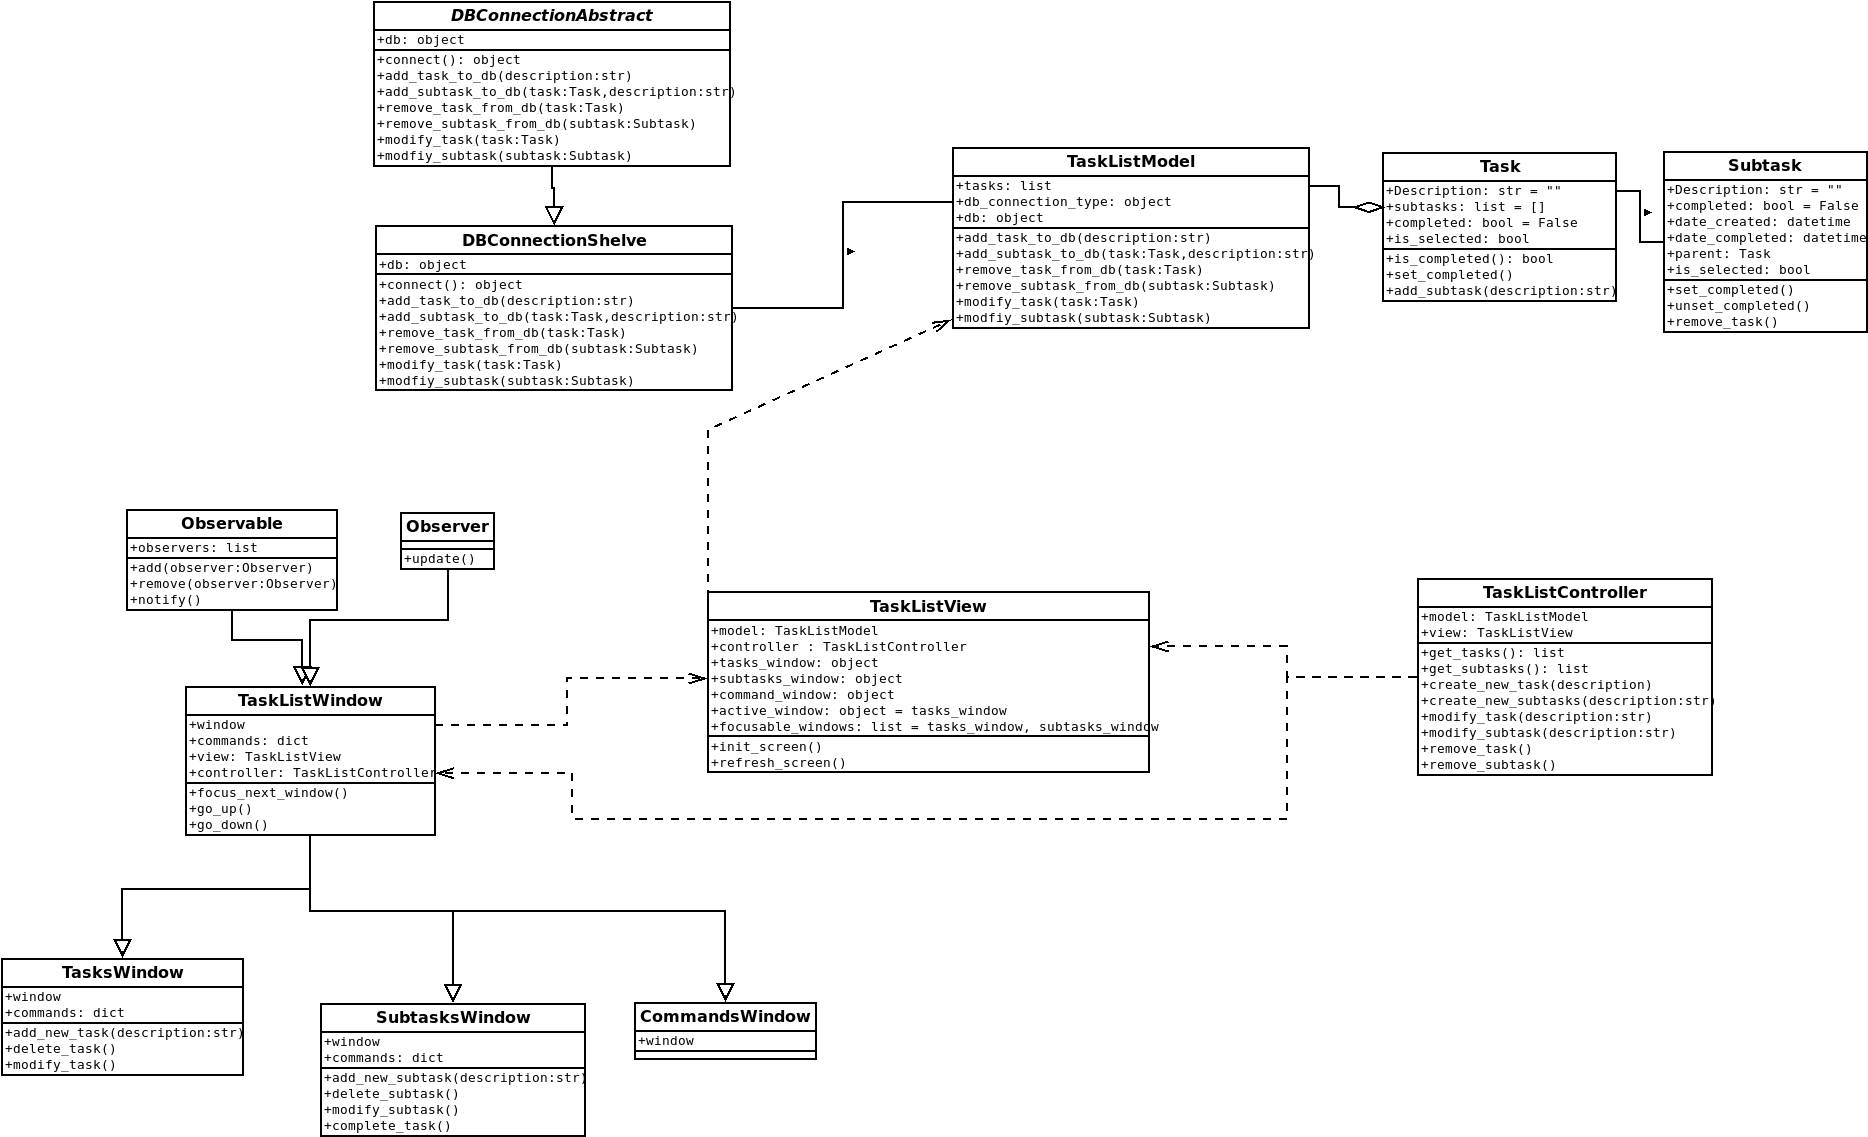 DBConnectionAbstract
+db: object
+connect(): object
+add_task_to_db(description:str)
+add_subtask_to_db(task:Task,description:str)
+remove_task_from_db(task:Task)
+remove_subtask_from_db(subtask:Subtask)
+modify_task(task:Task)
+modfiy_subtask(subtask:Subtask)
DBConnectionShelve
+db: object
+connect(): object
+add_task_to_db(description:str)
+add_subtask_to_db(task:Task,description:str)
+remove_task_from_db(task:Task)
+remove_subtask_from_db(subtask:Subtask)
+modify_task(task:Task)
+modfiy_subtask(subtask:Subtask)
TaskListModel
+tasks: list
+db_connection_type: object
+db: object
+add_task_to_db(description:str)
+add_subtask_to_db(task:Task,description:str)
+remove_task_from_db(task:Task)
+remove_subtask_from_db(subtask:Subtask)
+modify_task(task:Task)
+modfiy_subtask(subtask:Subtask)
Task
+Description: str = ""
+subtasks: list = []
+completed: bool = False
+is_selected: bool
+is_completed(): bool
+set_completed()
+add_subtask(description:str)
Subtask
+Description: str = ""
+completed: bool = False
+date_created: datetime
+date_completed: datetime
+parent: Task
+is_selected: bool
+set_completed()
+unset_completed()
+remove_task()
Observable
+observers: list
+add(observer:Observer)
+remove(observer:Observer)
+notify()
Observer
+update()
TaskListView
+model: TaskListModel
+controller : TaskListController
+tasks_window: object
+subtasks_window: object
+command_window: object
+active_window: object = tasks_window
+focusable_windows: list = tasks_window, subtasks_window
+init_screen()
+refresh_screen()
TaskListController
+model: TaskListModel
+view: TaskListView
+get_tasks(): list
+get_subtasks(): list
+create_new_task(description)
+create_new_subtasks(description:str)
+modify_task(description:str)
+modify_subtask(description:str)
+remove_task()
+remove_subtask()
TaskListWindow
+window
+commands: dict
+view: TaskListView
+controller: TaskListController
+focus_next_window()
+go_up()
+go_down()
TasksWindow
+window
+commands: dict
+add_new_task(description:str)
+delete_task()
+modify_task()
SubtasksWindow
+window
+commands: dict
+add_new_subtask(description:str)
+delete_subtask()
+modify_subtask()
+complete_task()
CommandsWindow
+window